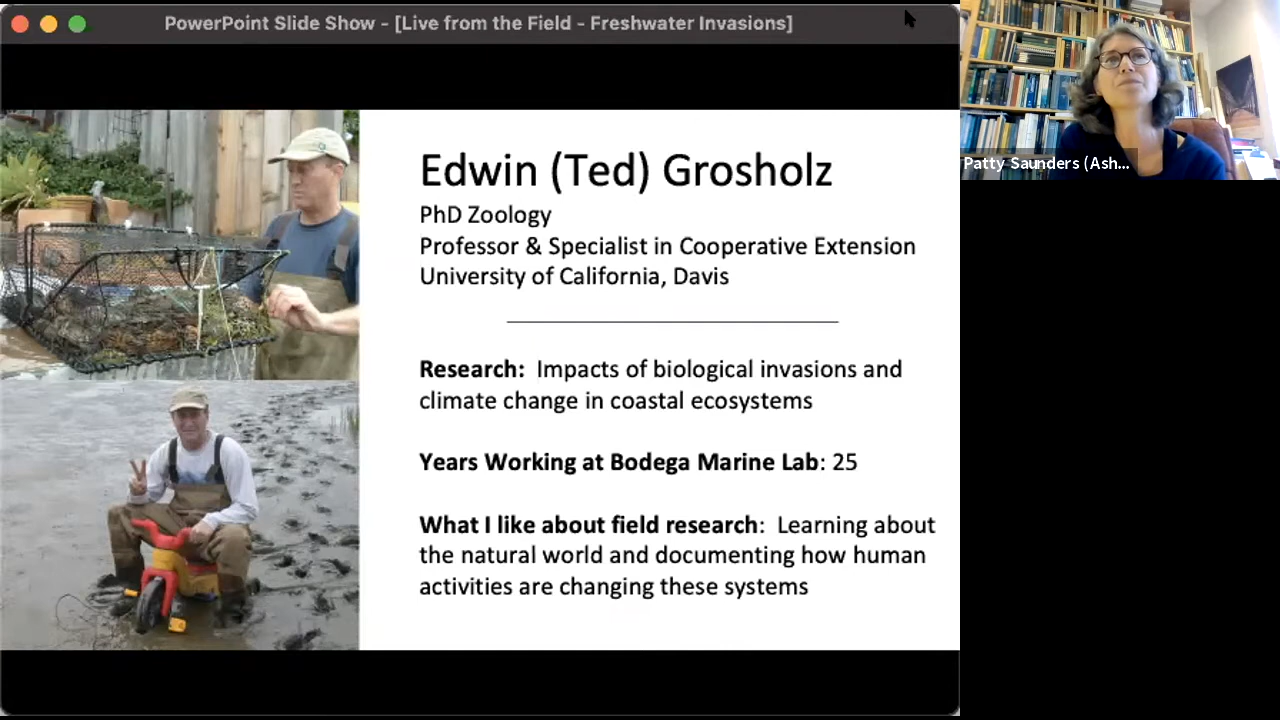 PowerPoint Slide Show - [Live from the Field - Freshwater Invasions]
Patty Saunders (Ash...
Edwin (Ted) Grosholz
PhD Zoology
Professor & Specialist in Cooperative Extension
University of California, Davis
Research: Impacts of biological invasions and
climate change in coastal ecosystems
Years Working at Bodega Marine Lab: 25
What I like about field research: Learning about
the natural world and documenting how human
activities are changing these systems